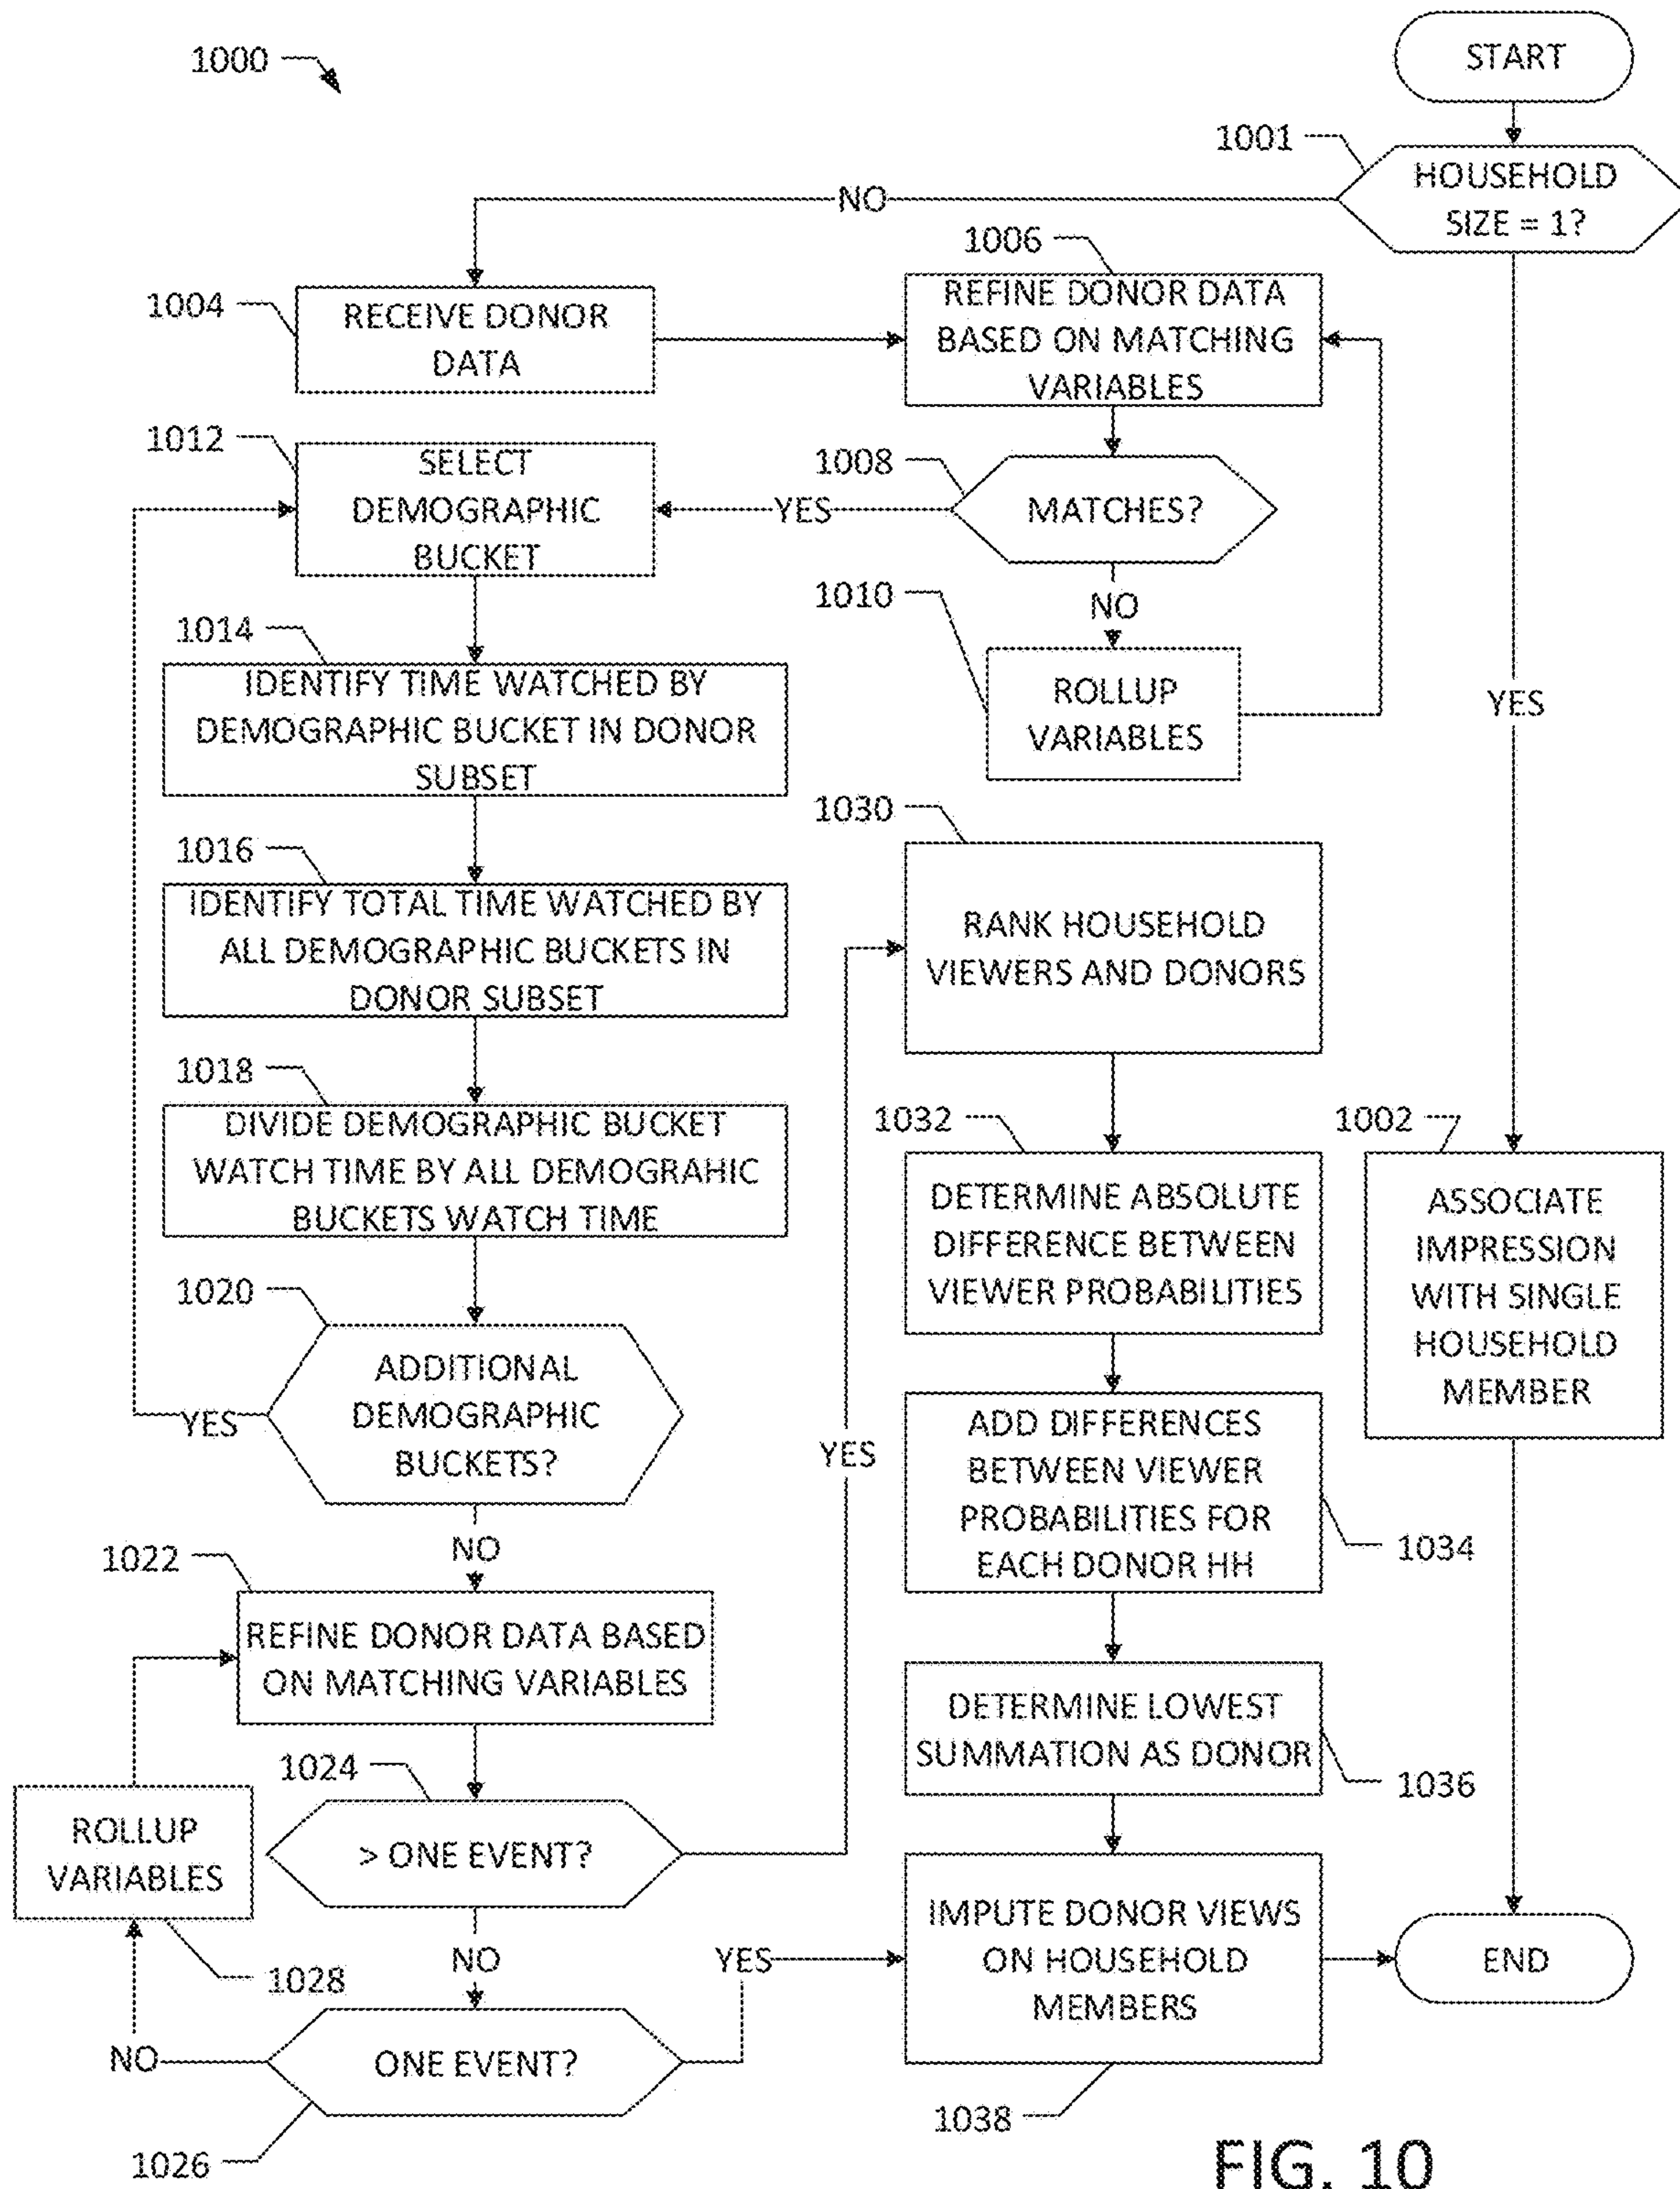 1000
START
1001
HOUSEHOLD
SIZE = 1?
NO
1006
1004
RECEIVE DONOR
DATA
REFINE DONOR DATA
BASED ON MATCHING
VARIABLES
1012
SELECT
DEMOGRAPHIC
BUCKET
1008
YES
MATCHES?
1010
NO
ROLLUP
VARIABLES
YES
1014
IDENTIFY TIME WATCHED BY
DEMOGRAPHIC BUCKET IN DONOR
SUBSET
1016
IDENTIFY TOTAL TIME WATCHED BY
ALL DEMOGRAPHIC BUCKETS IN
DONOR SUBSET
1018
DIVIDE DEMOGRAPHIC BUCKET
WATCH TIME BY ALL DEMOGRAHIC
BUCKETS WATCH TIME
1020
ADDITIONAL
DEMOGRAPHIC
BUCKETS?
YES
NO
1022
REFINE DONOR DATA BASED
ON MATCHING VARIABLES
1024
> ONE EVENT?
YES
ROLLUP
VARIABLES
1028
NO
NO
ONE EVENT?
YES
1026
1030
RANK HOUSEHOLD
VIEWERS AND DONORS
1032
DETERMINE ABSOLUTE
DIFFERENCE BETWEEN
VIEWER PROBABILITIES
ADD DIFFERENCES
BETWEEN VIEWER
PROBABILITIES FOR
EACH DONOR HH
1034
DETERMINE LOWEST
SUMMATION AS DONOR
1036
IMPUTE DONOR VIEWS
ON HOUSEHOLD
MEMBERS
1038
1002
ASSOCIATE
IMPRESSION
WITH SINGLE
HOUSEHOLD
MEMBER
END
FIG. 10